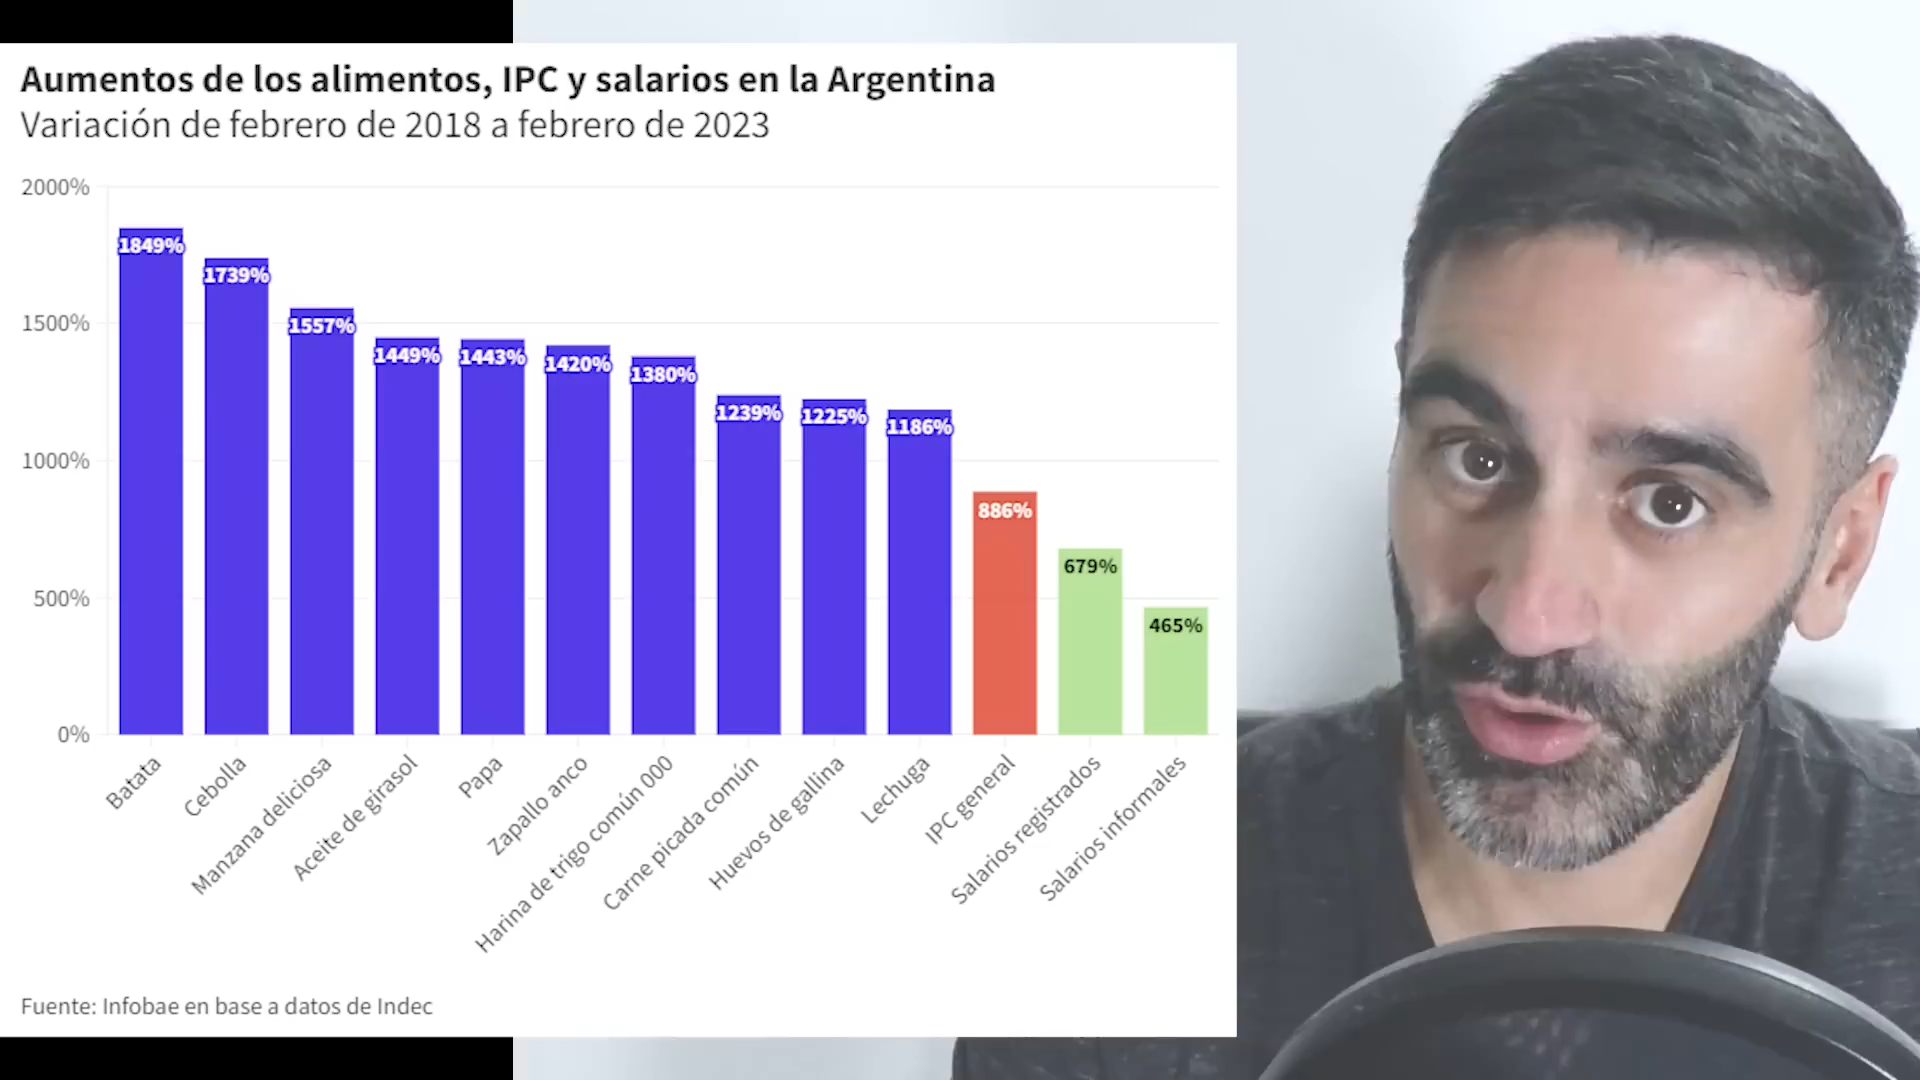 Aumentos de los alimentos, IPC y salarios en la Argentina
Variación de febrero de 2018 a febrero de 2023
2000%
1500%
1000%
500%
0%
1849%
1739%
1557%
1449%
1443%
1420%
1380%
1239%
1225%
1186%
886%
679%
465%
Batata
Cebolla
Manzana deliciosa
Aceite de girasol
Papa
Zapallo anco
Harina de trigo común 000
Carne picada común
Huevos de gallina
Lechuga
IPC general
Salarios registrados
Salarios informales
Fuente: Infobae en base a datos de Indec